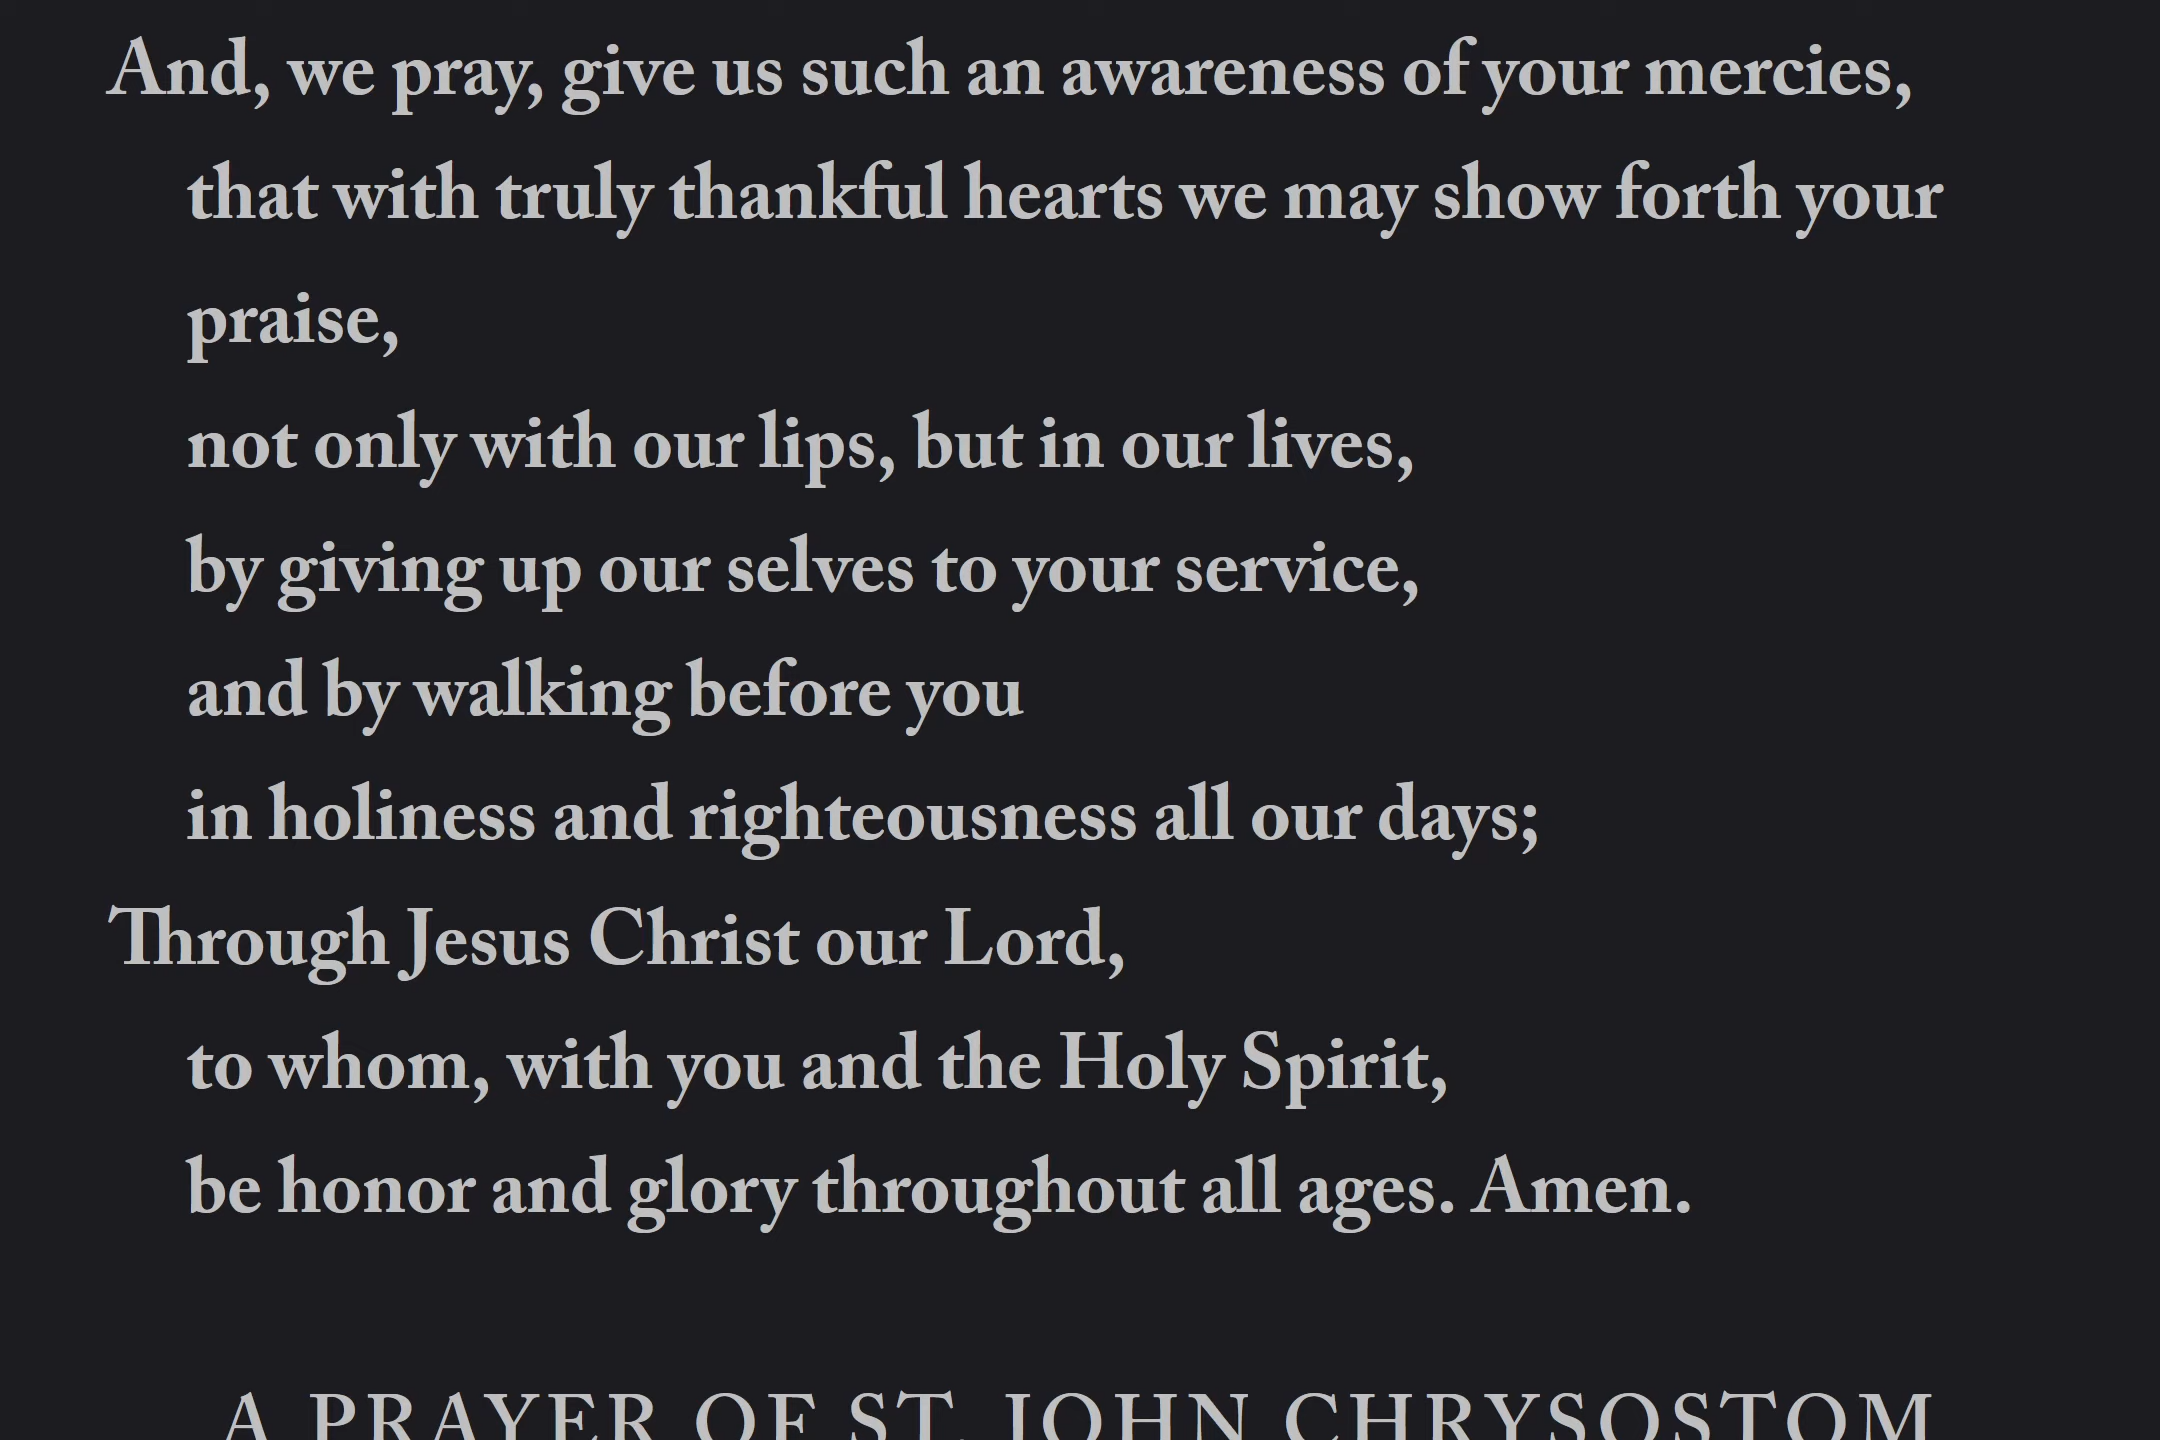 And, we pray, give us such an awareness of your mercies,
that with truly thankful hearts we may show forth your
praise,
not only with our lips, but in our lives,
by giving up our selves to your service,
and by walking before you
in holiness and righteousness all our days;
Through Jesus Christ our Lord,
to whom, with you and the Holy Spirit,
be honor and glory throughout all ages. Amen.
A PRAYER OF ST. JOHN CHRYSOSTOM